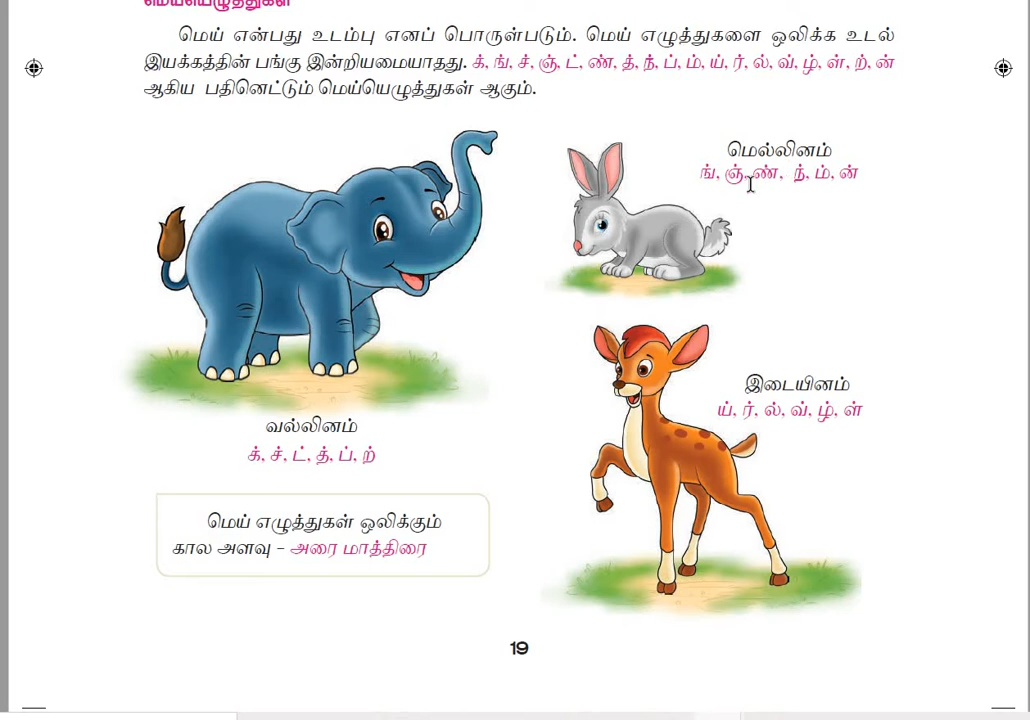 மெய்யெழுத்துகள்
மெய் என்பது உடம்பு எனப் பொருள்படும். மெய் எழுத்துகளை ஒலிக்க உடல்
இயக்கத்தின் பங்கு இன்றியமையாதது. க், ங், ச், ஞ், ட், ண், த், ந், ப், ம், ய், ர், ல், வ், ழ், ள், ற், ன்
ஆகிய பதினெட்டும் மெய்யெழுத்துகள் ஆகும்.
மெல்லினம்
ங், ஞ், ண், ந், ம், ன்
இடையினம்
ய், ர், ல், வ், ழ், ள்
வல்லினம்
க், ச், ட், த், ப், ற்
மெய் எழுத்துகள் ஒலிக்கும்
கால அளவு - அரை மாத்திரை
19